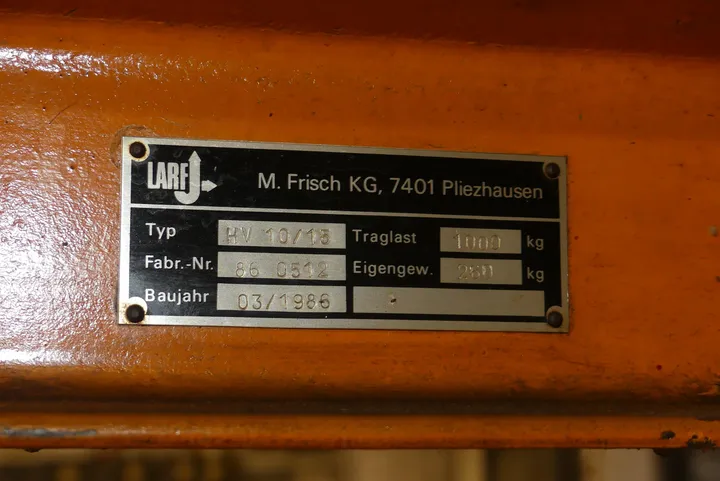 LARF
M. Frisch KG, 7401 Pliezhausen
Typ HV 10/15 Traglast 1000 kg
Fabr.-Nr. 86 0512 Eigengew. kg
Baujahr 03/1986